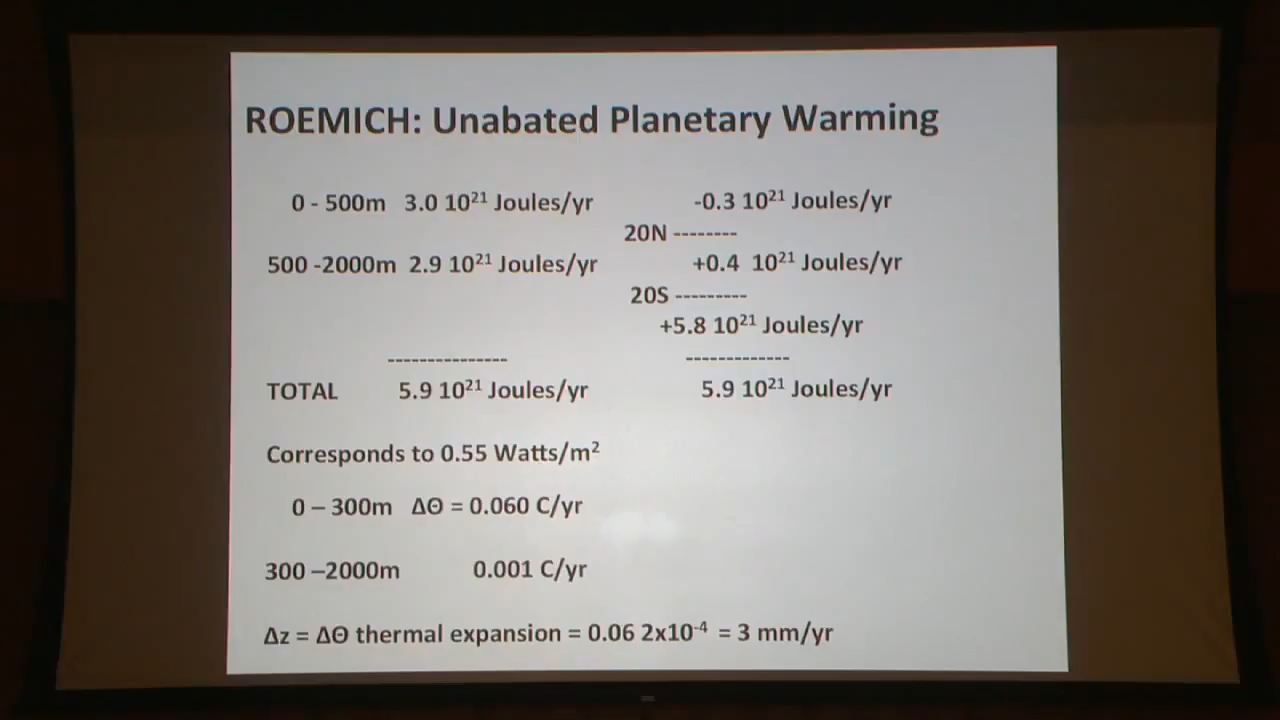 ROEMICH: Unabated Planetary Warming
0 - 500m 3.0 10²¹ Joules/yr -0.3 10²¹ Joules/yr
20N --------
500 -2000m 2.9 10²¹ Joules/yr +0.4 10²¹ Joules/yr
20S ---------
+5.8 10²¹ Joules/yr
--------------- -------------
TOTAL 5.9 10²¹ Joules/yr 5.9 10²¹ Joules/yr
Corresponds to 0.55 Watts/m²
0 – 300m ΔΘ = 0.060 C/yr
300 –2000m 0.001 C/yr
Δz = ΔΘ thermal expansion = 0.06 2x10⁻⁴ = 3 mm/yr